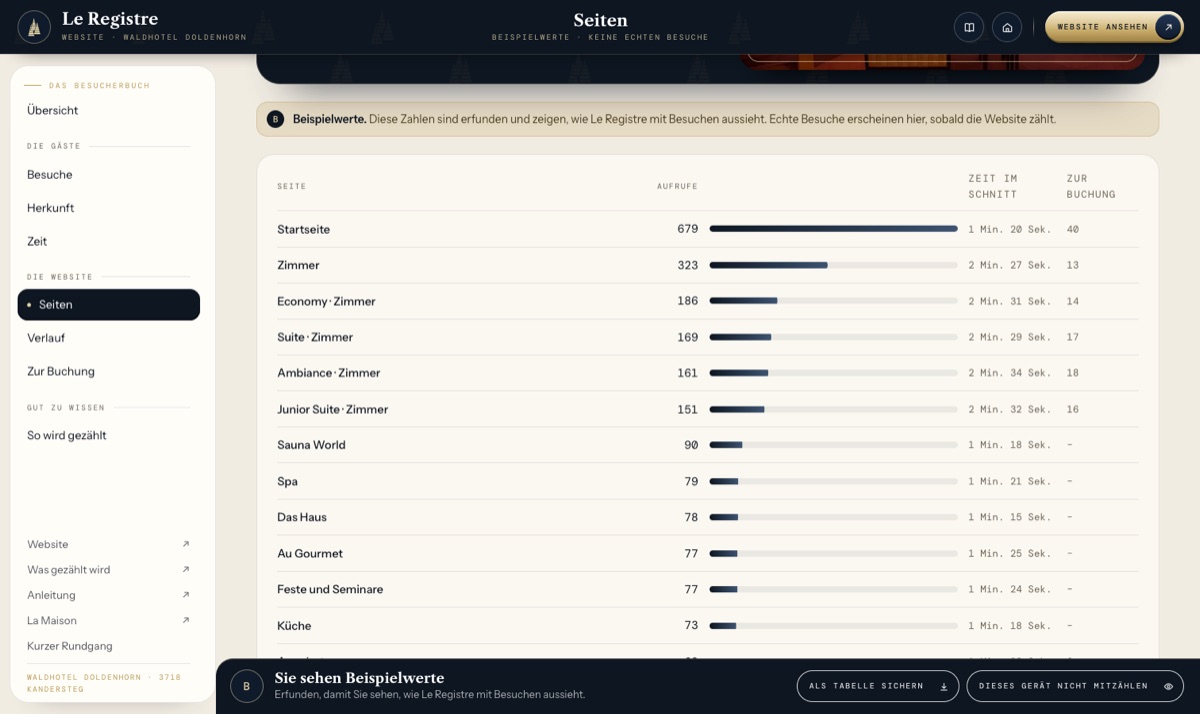 Le Registre
WEBSITE · WALDHOTEL DOLDENHORN
Seiten
BEISPIELWERTE · KEINE ECHTEN BESUCHE
WEBSITE ANSEHEN
DAS BESUCHERBUCH
Übersicht
DIE GÄSTE
Besuche
Herkunft
Zeit
DIE WEBSITE
Seiten
Verlauf
Zur Buchung
GUT ZU WISSEN
So wird gezählt
Website
Was gezählt wird
Anleitung
La Maison
Kurzer Rundgang
WALDHOTEL DOLDENHORN · 3718
KANDERSTEG
B Beispielwerte. Diese Zahlen sind erfunden und zeigen, wie Le Registre mit Besuchen aussieht. Echte Besuche erscheinen hier, sobald die Website zählt.
SEITE AUFRUFE ZEIT IM SCHNITT ZUR BUCHUNG
Startseite 679 1 Min. 20 Sek. 40
Zimmer 323 2 Min. 27 Sek. 13
Economy · Zimmer 186 2 Min. 31 Sek. 14
Suite · Zimmer 169 2 Min. 29 Sek. 17
Ambiance · Zimmer 161 2 Min. 34 Sek. 18
Junior Suite · Zimmer 151 2 Min. 32 Sek. 16
Sauna World 90 1 Min. 18 Sek. –
Spa 79 1 Min. 21 Sek. –
Das Haus 78 1 Min. 15 Sek. –
Au Gourmet 77 1 Min. 25 Sek. –
Feste und Seminare 77 1 Min. 24 Sek. –
Küche 73 1 Min. 18 Sek. –
B
Sie sehen Beispielwerte
Erfunden, damit Sie sehen, wie Le Registre mit Besuchen aussieht.
ALS TABELLE SICHERN
DIESES GERÄT NICHT MITZÄHLEN